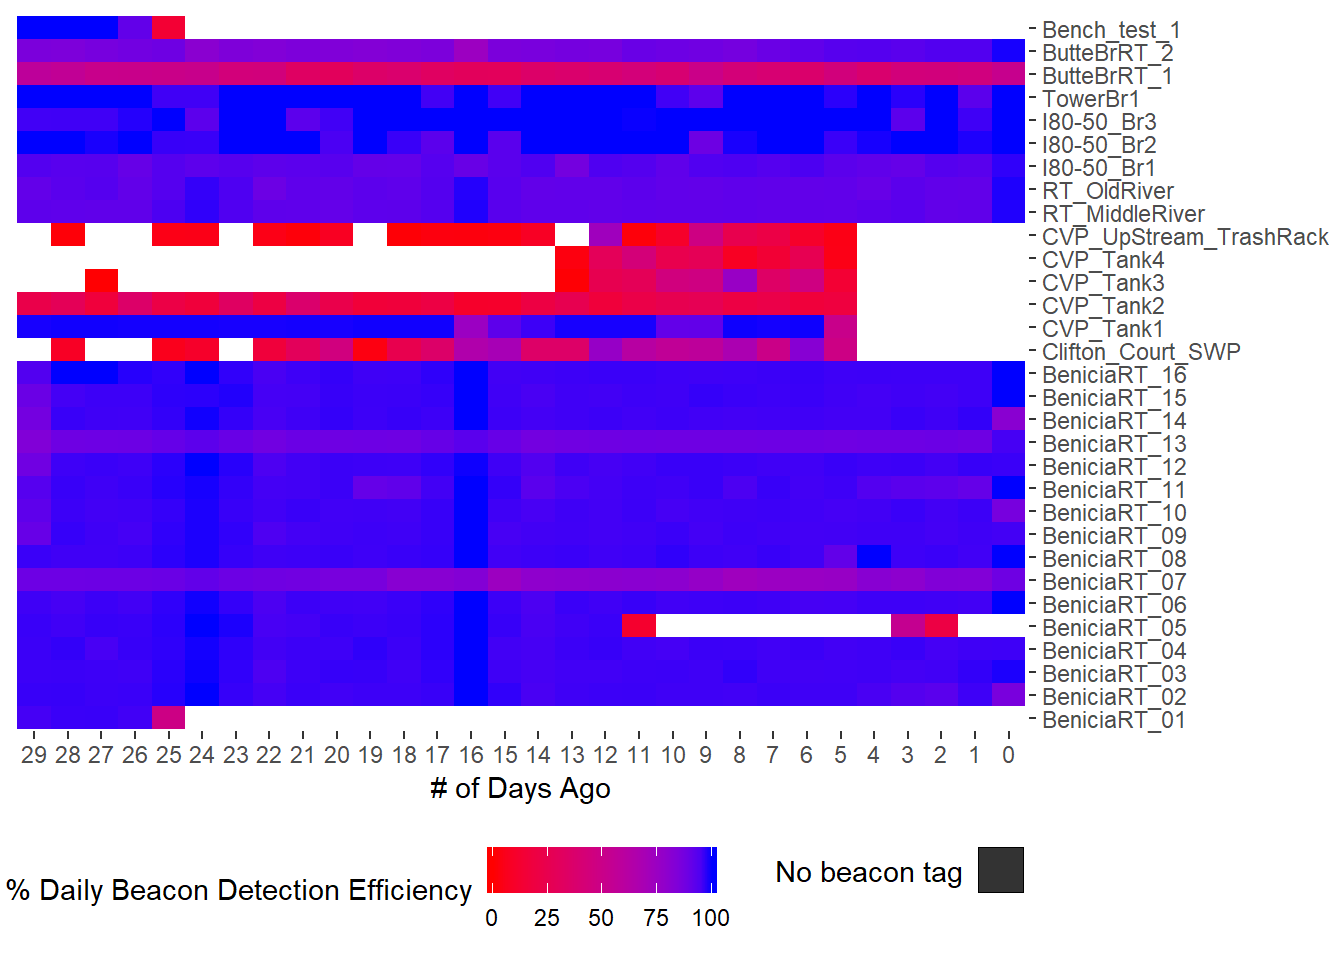 Bench_test_1
ButteBrRT_2
ButteBrRT_1
TowerBr1
I80-50_Br3
I80-50_Br2
I80-50_Br1
RT_OldRiver
RT_MiddleRiver
CVP_UpStream_TrashRack
CVP_Tank4
CVP_Tank3
CVP_Tank2
CVP_Tank1
Clifton_Court_SWP
BeniciaRT_16
BeniciaRT_15
BeniciaRT_14
BeniciaRT_13
BeniciaRT_12
BeniciaRT_11
BeniciaRT_10
BeniciaRT_09
BeniciaRT_08
BeniciaRT_07
BeniciaRT_06
BeniciaRT_05
BeniciaRT_04
BeniciaRT_03
BeniciaRT_02
BeniciaRT_01
29 28 27 26 25 24 23 22 21 20 19 18 17 16 15 14 13 12 11 10 9 8 7 6 5 4 3 2 1 0
# of Days Ago
% Daily Beacon Detection Efficiency
0 25 50 75 100
No beacon tag